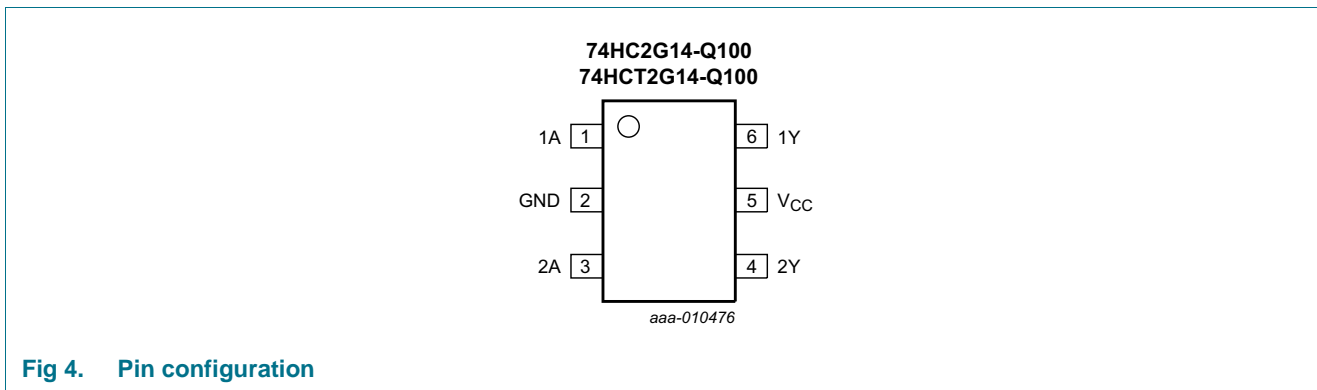 74HC2G14-Q100
74HCT2G14-Q100
1A 1 6 1Y
GND 2 5 VCC
2A 3 4 2Y
aaa-010476
Fig 4. Pin configuration